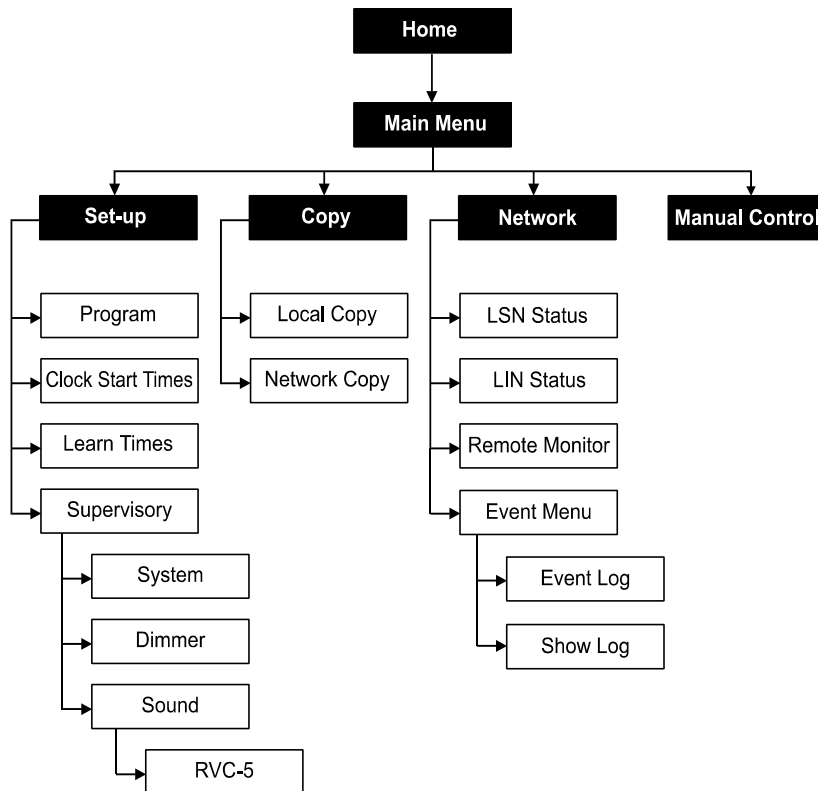 Home
Main Menu
Set-up
Copy
Network
Manual Control
Program
Local Copy
LSN Status
Clock Start Times
Network Copy
LIN Status
Learn Times
Remote Monitor
Supervisory
Event Menu
System
Event Log
Dimmer
Show Log
Sound
RVC-5